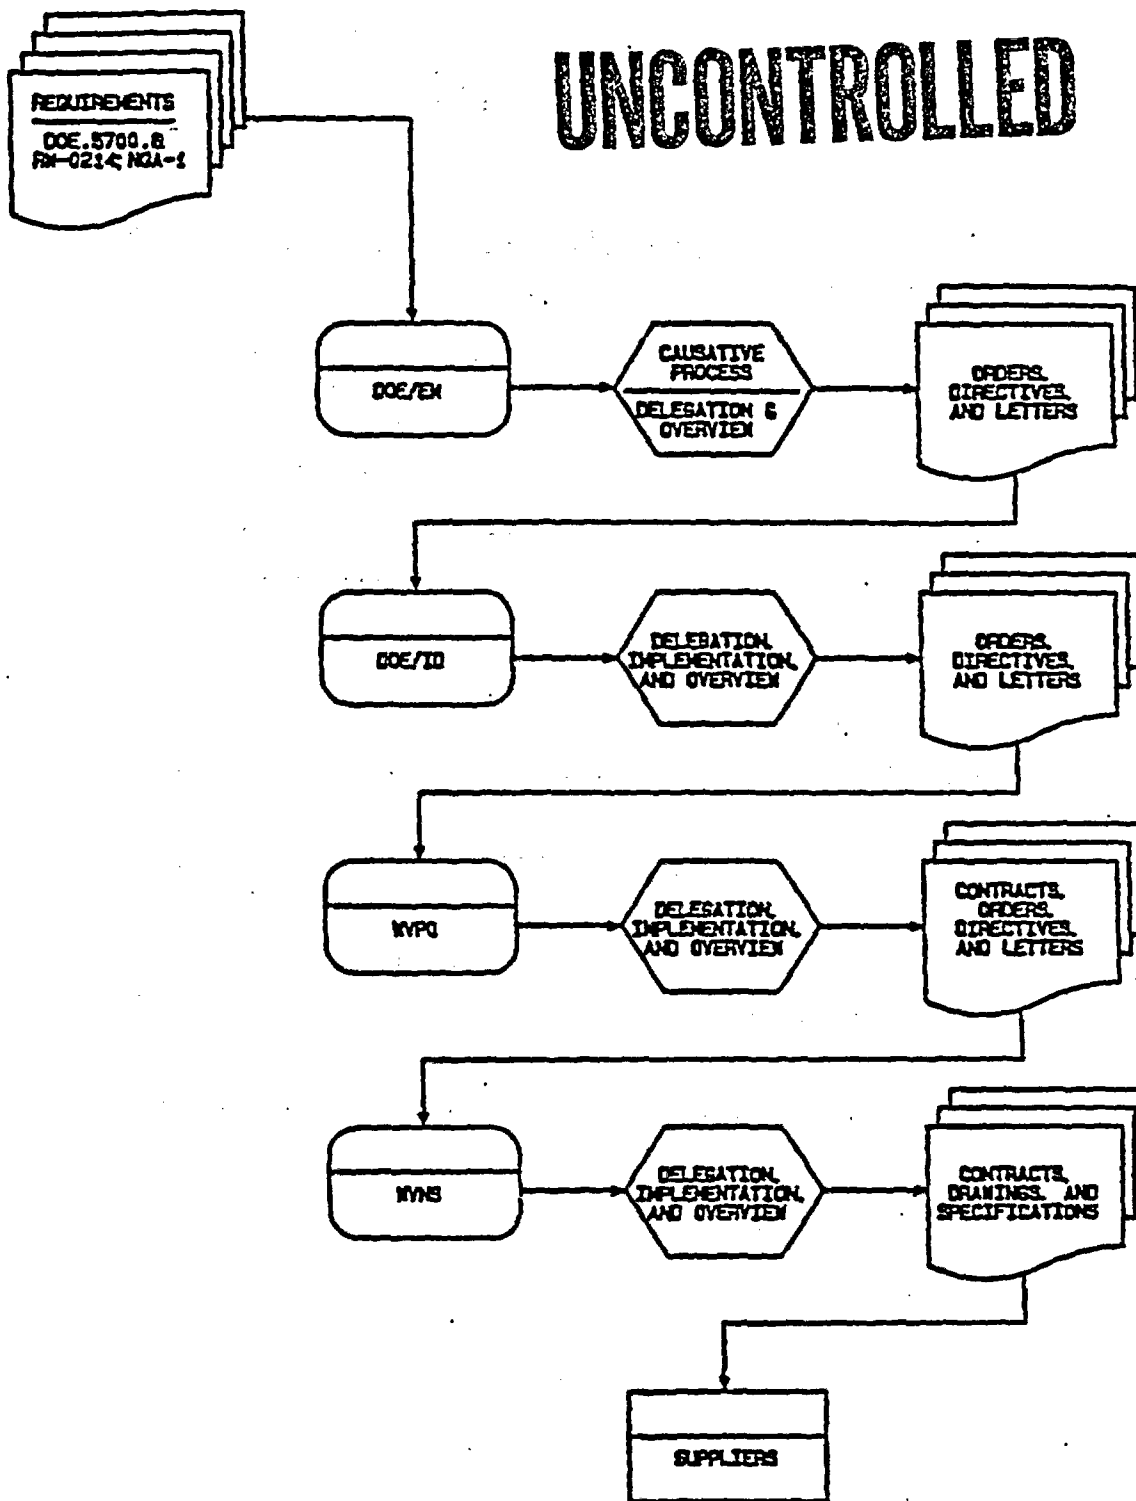 UNCONTROLLED
REQUIREMENTS
DOE.5700.6
RW-0214; NQA-1
DOE/EM
CAUSATIVE
PROCESS
DELEGATION &
OVERVIEW
ORDERS,
DIRECTIVES,
AND LETTERS
DOE/ID
DELEGATION,
IMPLEMENTATION,
AND OVERVIEW
ORDERS,
DIRECTIVES,
AND LETTERS
WVPO
DELEGATION,
IMPLEMENTATION,
AND OVERVIEW
CONTRACTS,
ORDERS,
DIRECTIVES,
AND LETTERS
WVNS
DELEGATION,
IMPLEMENTATION,
AND OVERVIEW
CONTRACTS,
DRAWINGS, AND
SPECIFICATIONS
SUPPLIERS